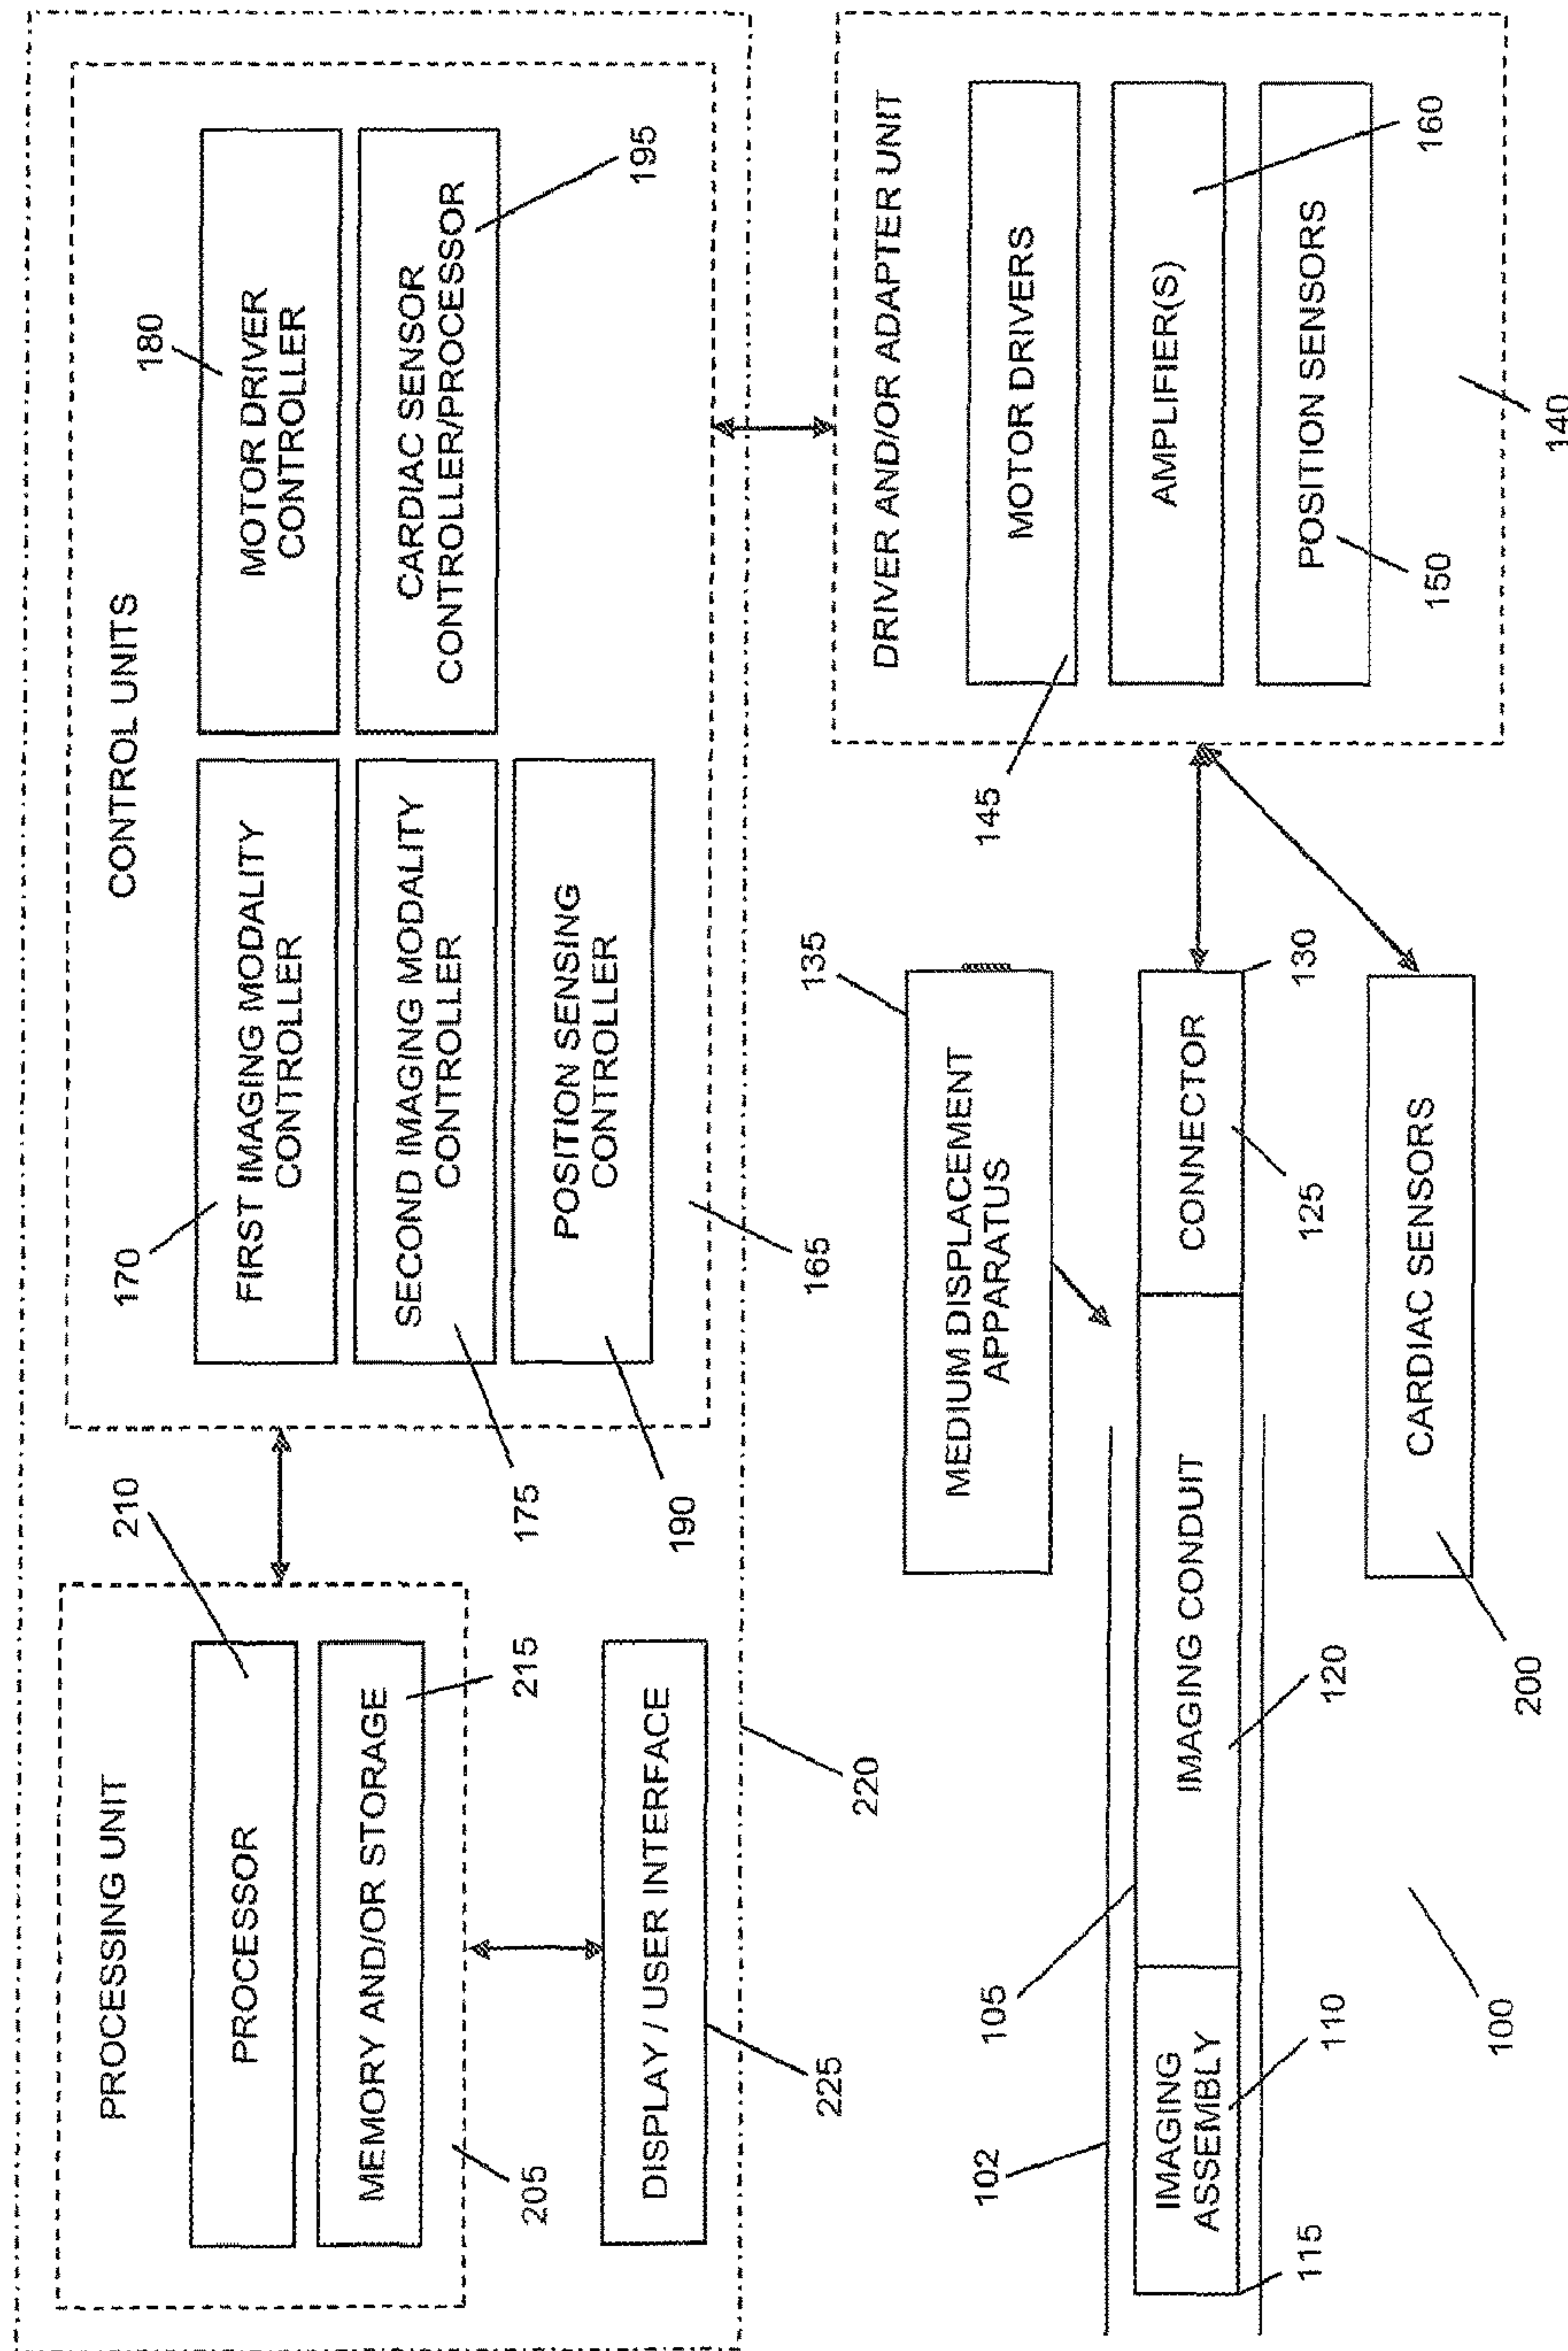 PROCESSING UNIT
PROCESSOR
MEMORY AND/OR STORAGE
205
210
215
DISPLAY / USER INTERFACE
225
220
CONTROL UNITS
170
FIRST IMAGING MODALITY
CONTROLLER
SECOND IMAGING MODALITY
CONTROLLER
POSITION SENSING
CONTROLLER
175
190
165
180
MOTOR DRIVER
CONTROLLER
CARDIAC SENSOR
CONTROLLER/PROCESSOR
195
102
105
IMAGING
ASSEMBLY
115
110
IMAGING CONDUIT
120
100
MEDIUM DISPLACEMENT
APPARATUS
135
CONNECTOR
125
130
CARDIAC SENSORS
200
DRIVER AND/OR ADAPTER UNIT
MOTOR DRIVERS
145
AMPLIFIER(S)
160
POSITION SENSORS
150
140